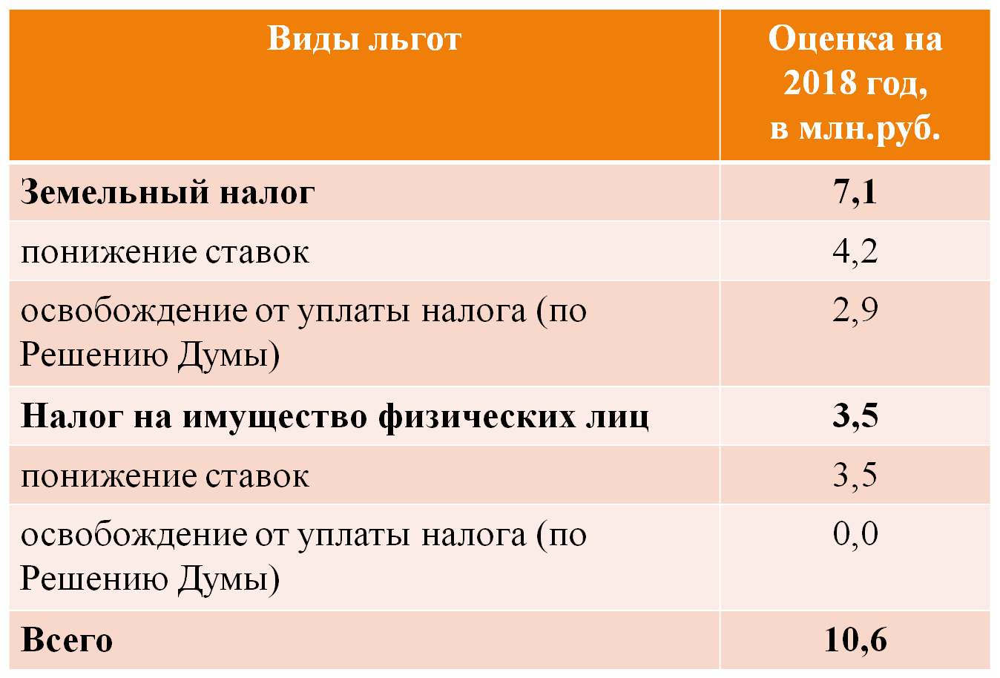 Виды льгот
Оценка на
2018 год,
в млн.руб.
Земельный налог
7,1
понижение ставок
4,2
освобождение от уплаты налога (по
Решению Думы)
2,9
Налог на имущество физических лиц
3,5
понижение ставок
3,5
освобождение от уплаты налога (по
Решению Думы)
0,0
Всего
10,6